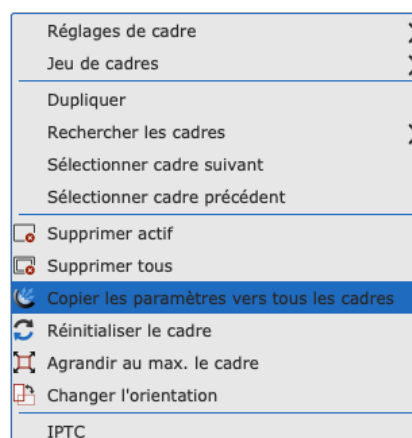 Réglages de cadre
Jeu de cadres
Dupliquer
Rechercher les cadres
Sélectionner cadre suivant
Sélectionner cadre précédent
Supprimer actif
Supprimer tous
Copier les paramètres vers tous les cadres
Réinitialiser le cadre
Agrandir au max. le cadre
Changer l'orientation
IPTC